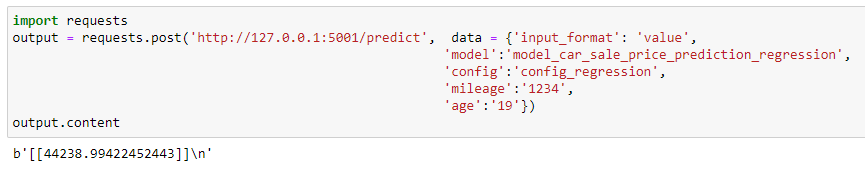 import requests
output = requests.post('http://127.0.0.1:5001/predict',  data = {'input_format': 'value',
'model':'model_car_sale_price_prediction_regression',
'config':'config_regression',
'mileage':'1234',
'age':'19'})
output.content
b'[[44238.99422452443]]\n'